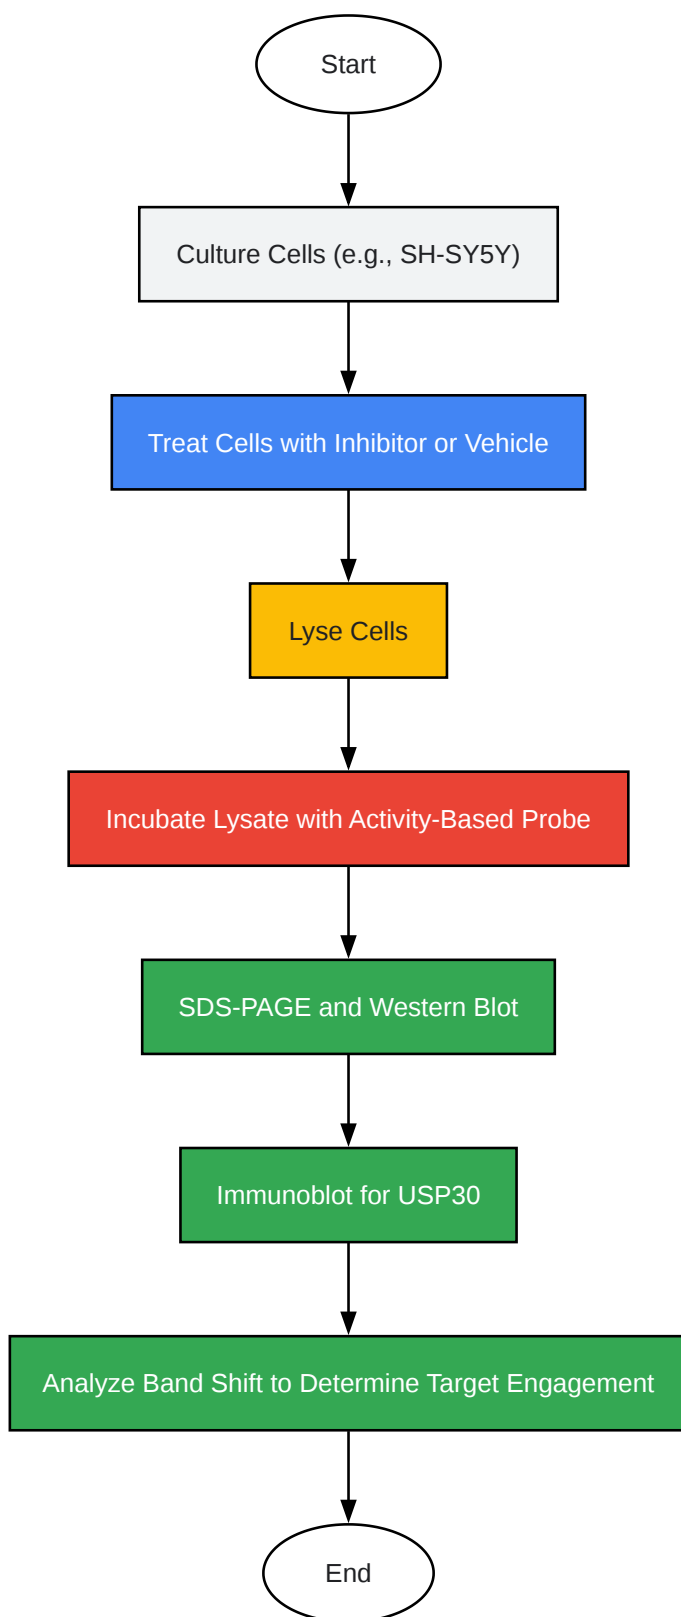 Start
Culture Cells (e.g., SH-SY5Y)
Treat Cells with Inhibitor or Vehicle
Lyse Cells
Incubate Lysate with Activity-Based Probe
SDS-PAGE and Western Blot
Immunoblot for USP30
Analyze Band Shift to Determine Target Engagement
End